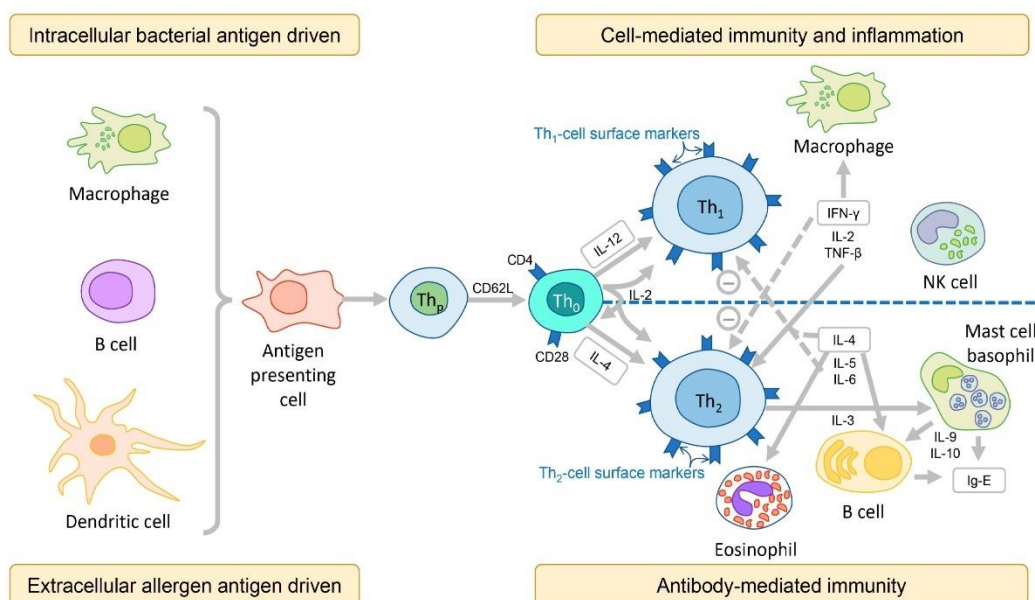 Intracellular bacterial antigen driven
Cell-mediated immunity and inflammation
Macrophage
B cell
Dendritic cell
Antigen
presenting
cell
Thp
CD62L
CD4
Th0
CD28
IL-12
IL-2
IL-4
Th1-cell surface markers
Th1
Macrophage
IFN-γ
IL-2
TNF-β
NK cell
Th2
Th2-cell surface markers
IL-4
IL-5
IL-6
Mast cell
basophil
IL-3
IL-9
IL-10
Ig-E
B cell
Eosinophil
Extracellular allergen antigen driven
Antibody-mediated immunity